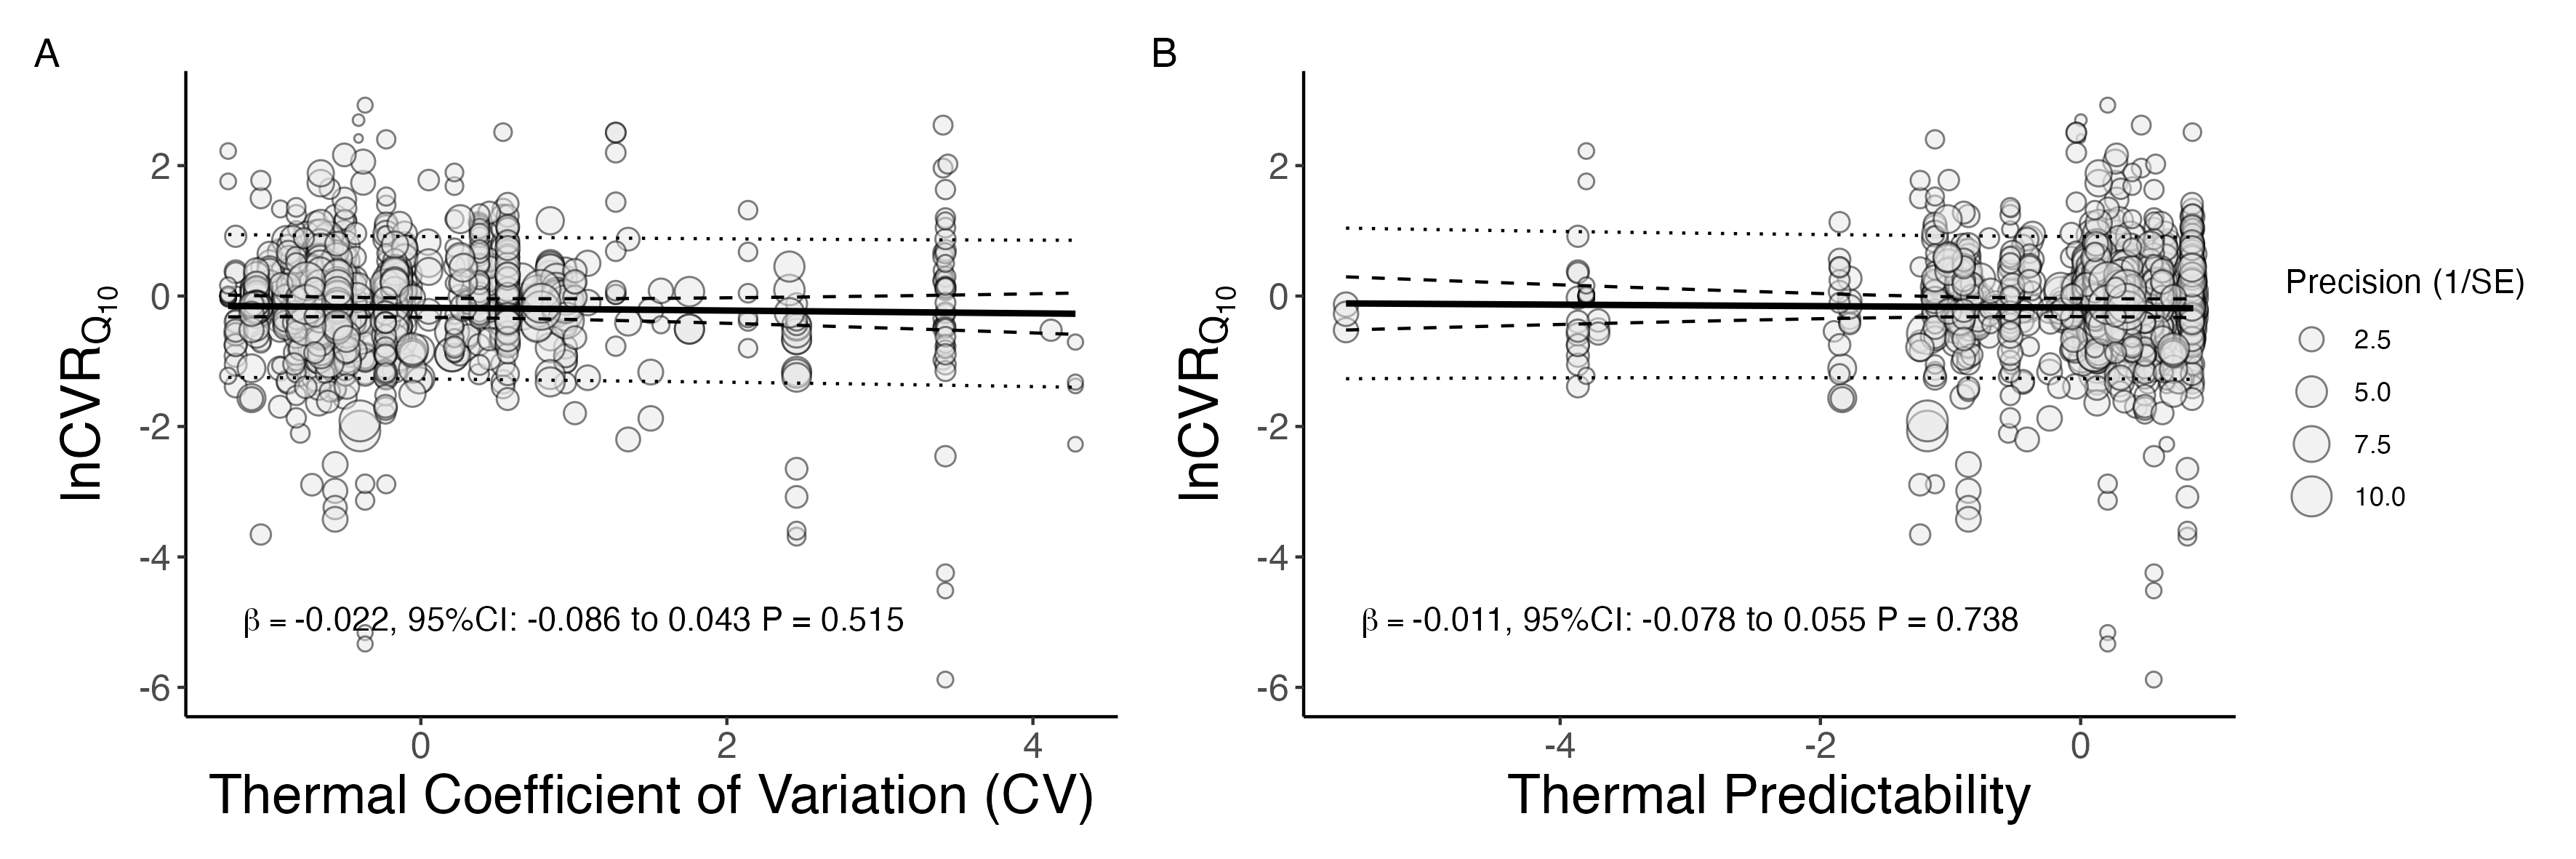 A
B
lnCVRQ10
2
0
-2
-4
-6
β = -0.022, 95%CI: -0.086 to 0.043 P = 0.515
0
2
4
Thermal Coefficient of Variation (CV)
lnCVRQ10
2
0
-2
-4
-6
β = -0.011, 95%CI: -0.078 to 0.055 P = 0.738
-4
-2
0
Thermal Predictability
Precision (1/SE)
2.5
5.0
7.5
10.0